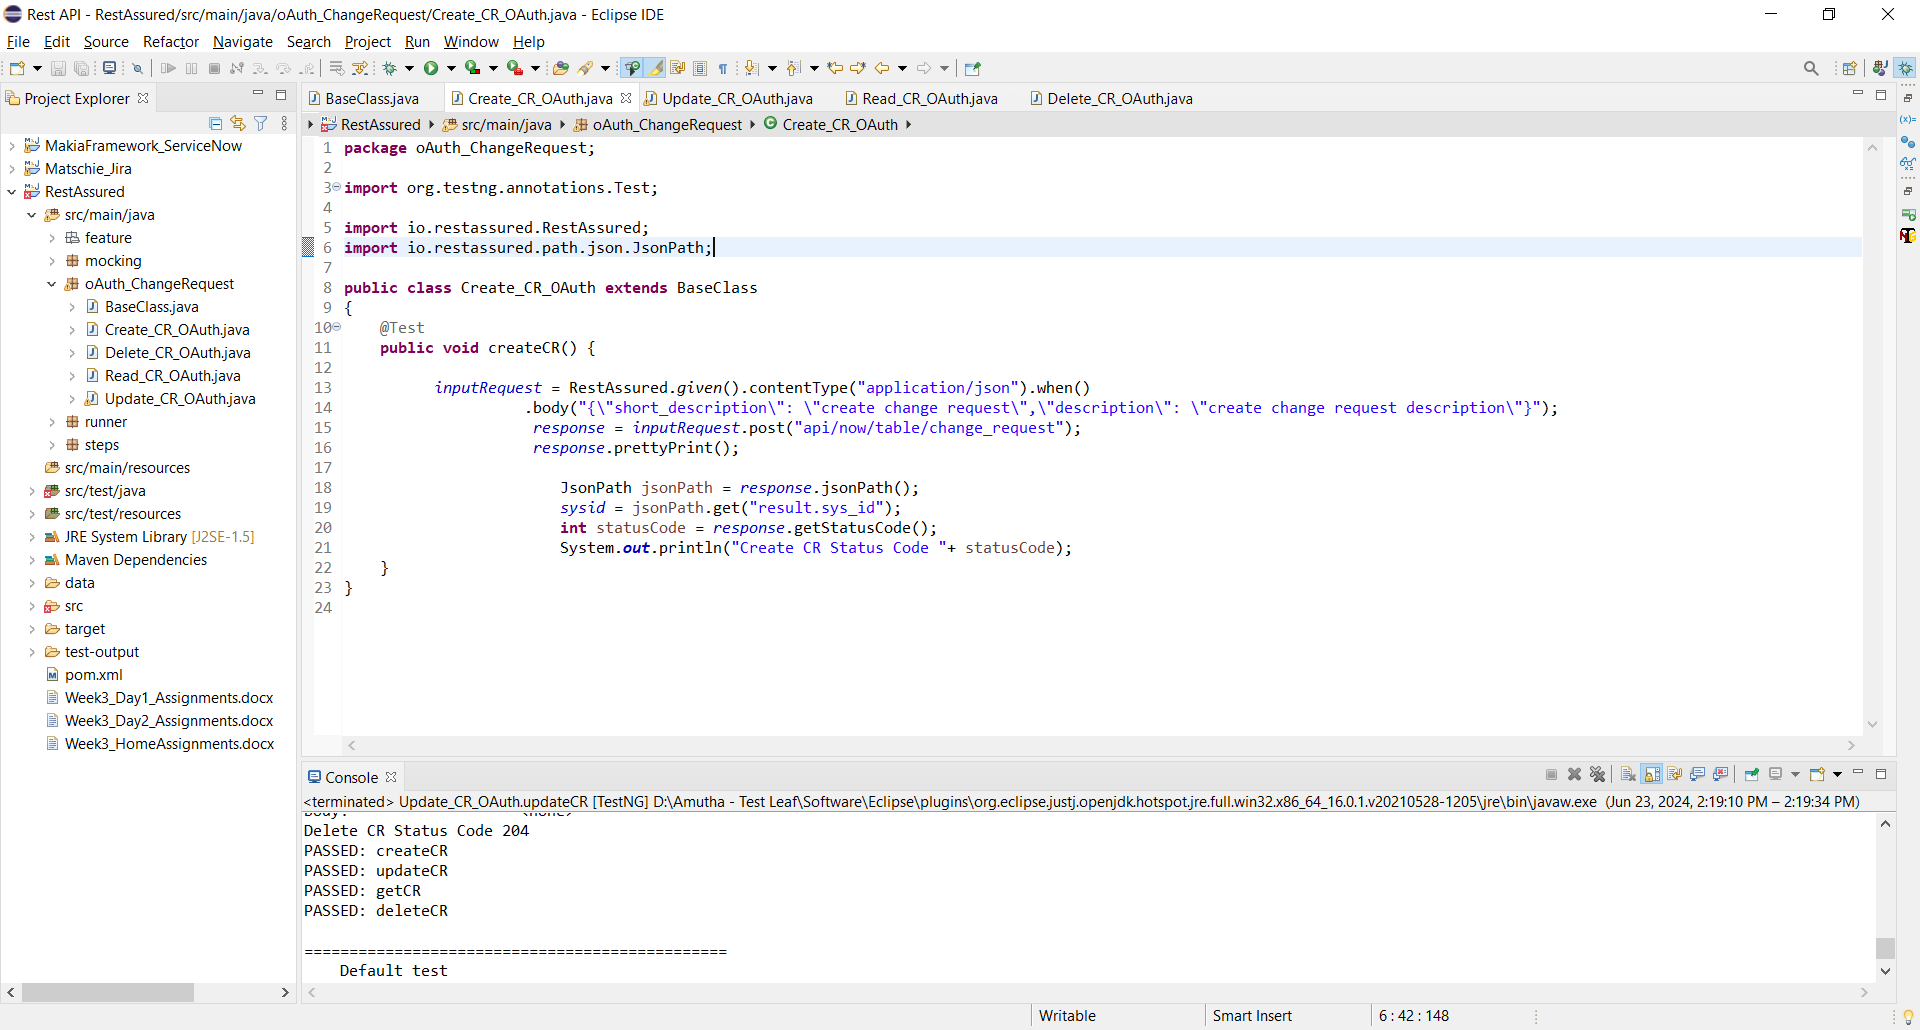 Rest API - RestAssured/src/main/java/oAuth_ChangeRequest/Create_CR_OAuth.java - Eclipse IDE
File Edit Source Refactor Navigate Search Project Run Window Help
Project Explorer
MakiaFramework_ServiceNow
Matschie_Jira
RestAssured
src/main/java
feature
mocking
oAuth_ChangeRequest
BaseClass.java
Create_CR_OAuth.java
Delete_CR_OAuth.java
Read_CR_OAuth.java
Update_CR_OAuth.java
runner
steps
src/main/resources
src/test/java
src/test/resources
JRE System Library [J2SE-1.5]
Maven Dependencies
data
src
target
test-output
pom.xml
Week3_Day1_Assignments.docx
Week3_Day2_Assignments.docx
Week3_HomeAssignments.docx
BaseClass.java Create_CR_OAuth.java Update_CR_OAuth.java Read_CR_OAuth.java Delete_CR_OAuth.java
RestAssured src/main/java oAuth_ChangeRequest Create_CR_OAuth
1 package oAuth_ChangeRequest;
2
3 import org.testng.annotations.Test;
4
5 import io.restassured.RestAssured;
6 import io.restassured.path.json.JsonPath;
7
8 public class Create_CR_OAuth extends BaseClass
9 {
10 @Test
11 public void createCR() {
12
13 inputRequest = RestAssured.given().contentType("application/json").when()
14 .body("{\"short_description\": \"create change request\",\"description\": \"create change request description\"}");
15 response = inputRequest.post("api/now/table/change_request");
16 response.prettyPrint();
17
18 JsonPath jsonPath = response.jsonPath();
19 sysid = jsonPath.get("result.sys_id");
20 int statusCode = response.getStatusCode();
21 System.out.println("Create CR Status Code "+ statusCode);
22 }
23 }
24
Console
<terminated> Update_CR_OAuth.updateCR [TestNG] D:\Amutha - Test Leaf\Software\Eclipse\plugins\org.eclipse.justj.openjdk.hotspot.jre.full.win32.x86_64_16.0.1.v20210528-1205\jre\bin\javaw.exe (Jun 23, 2024, 2:19:10 PM – 2:19:34 PM)
Body: <none>
Delete CR Status Code 204
PASSED: createCR
PASSED: updateCR
PASSED: getCR
PASSED: deleteCR
===============================================
Default test
Writable Smart Insert 6 : 42 : 148